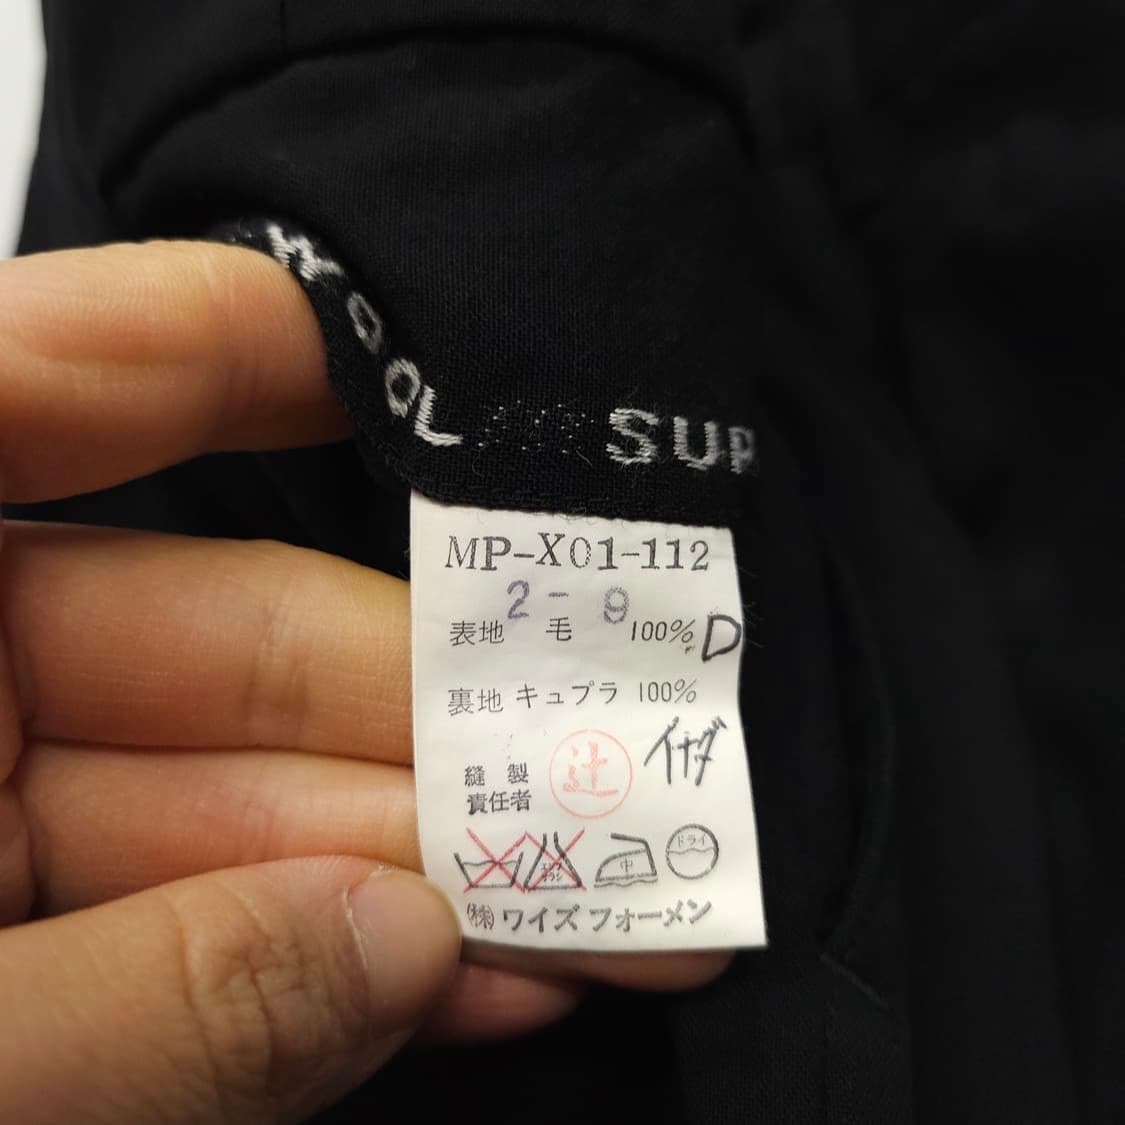 WOOL SUP
MP-X01-112
2-9
表地 毛 100% D
裏地 キュプラ 100%
縫製 辻 イナダ
責任者
中 ドライ
(株)ワイズフォーメン